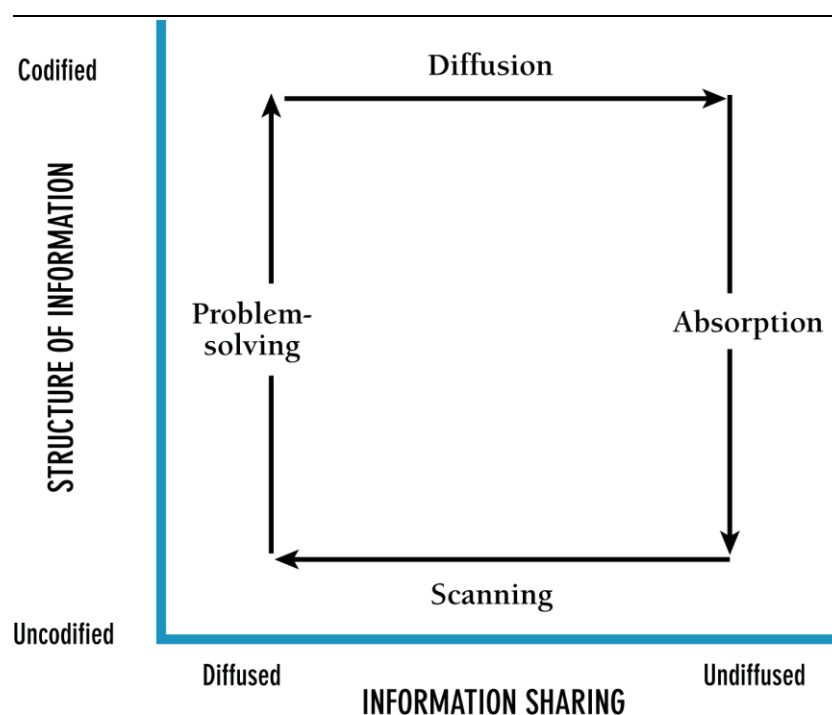 Codified
Diffusion
STRUCTURE OF INFORMATION
Problem-
solving
Absorption
Scanning
Uncodified
Diffused
Undiffused
INFORMATION SHARING